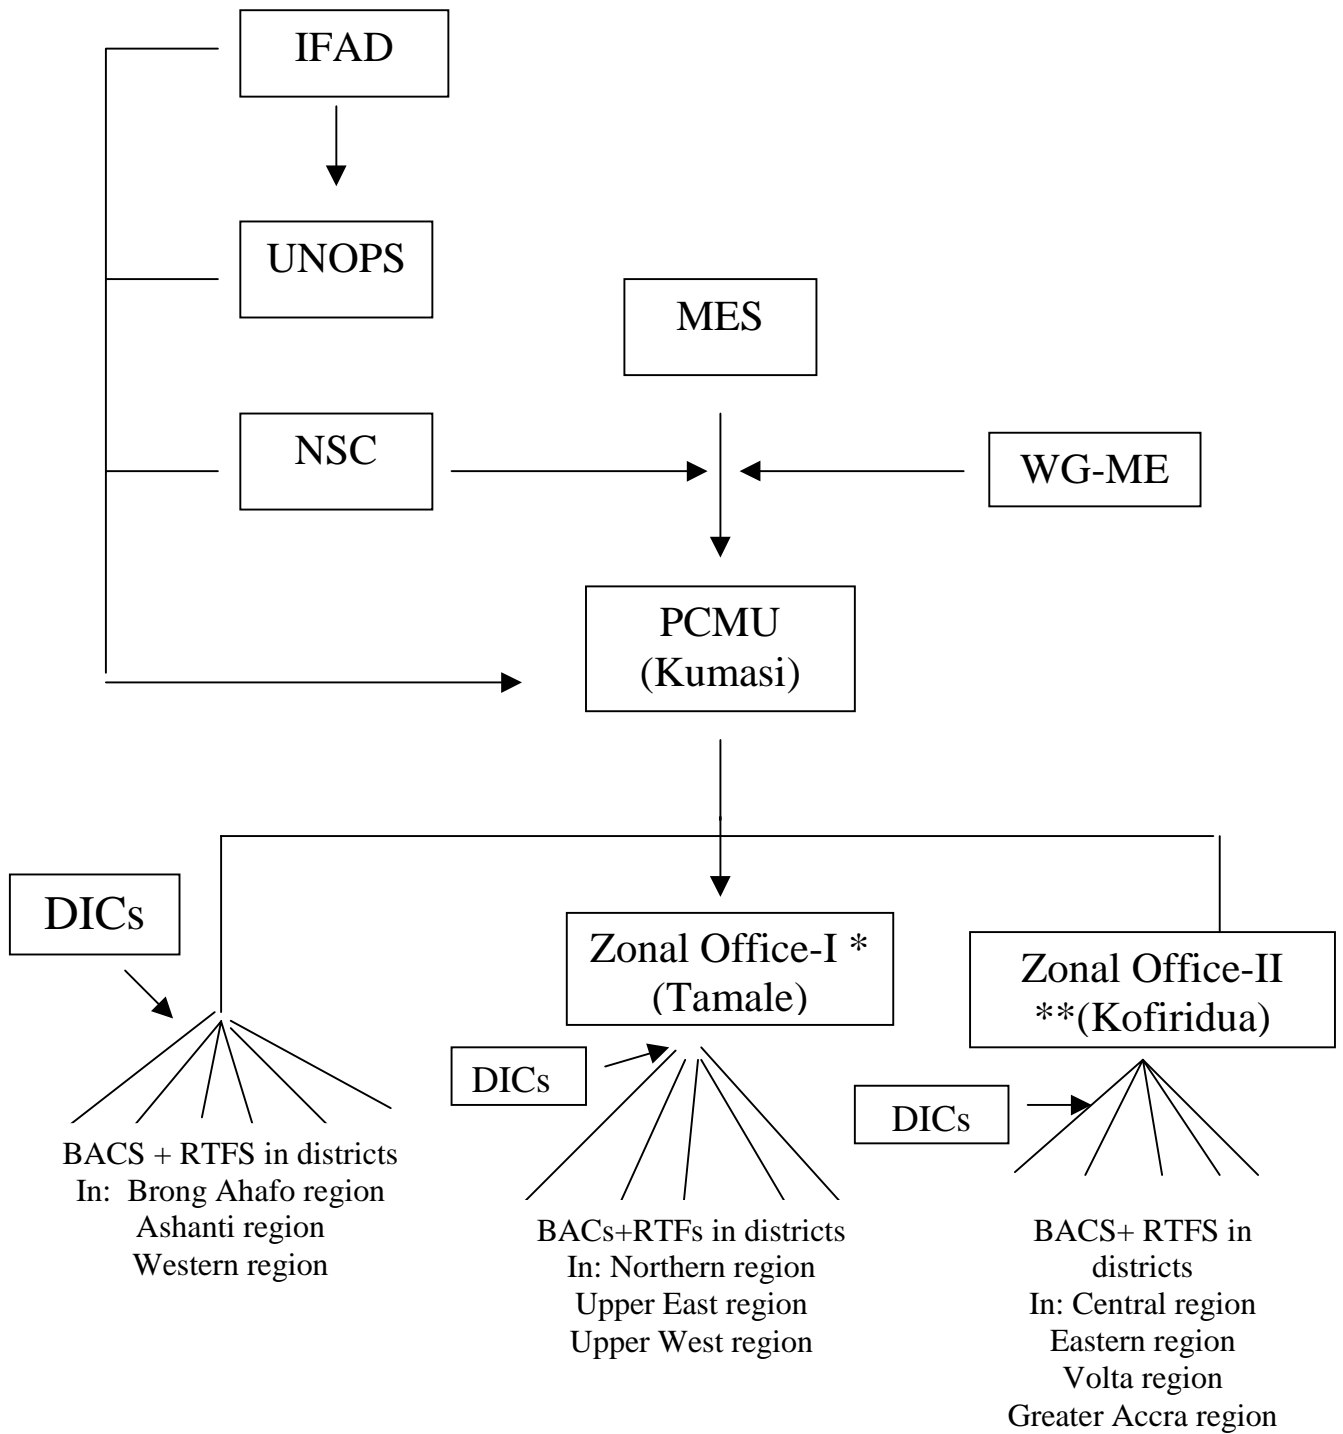 IFAD
UNOPS
MES
NSC
WG-ME
PCMU
(Kumasi)
DICs
Zonal Office-I *
(Tamale)
Zonal Office-II
**(Kofiridua)
DICs
DICs
BACS + RTFS in districts
In: Brong Ahafo region
Ashanti region
Western region
BACs+RTFs in districts
In: Northern region
Upper East region
Upper West region
BACS+ RTFS in
districts
In: Central region
Eastern region
Volta region
Greater Accra region